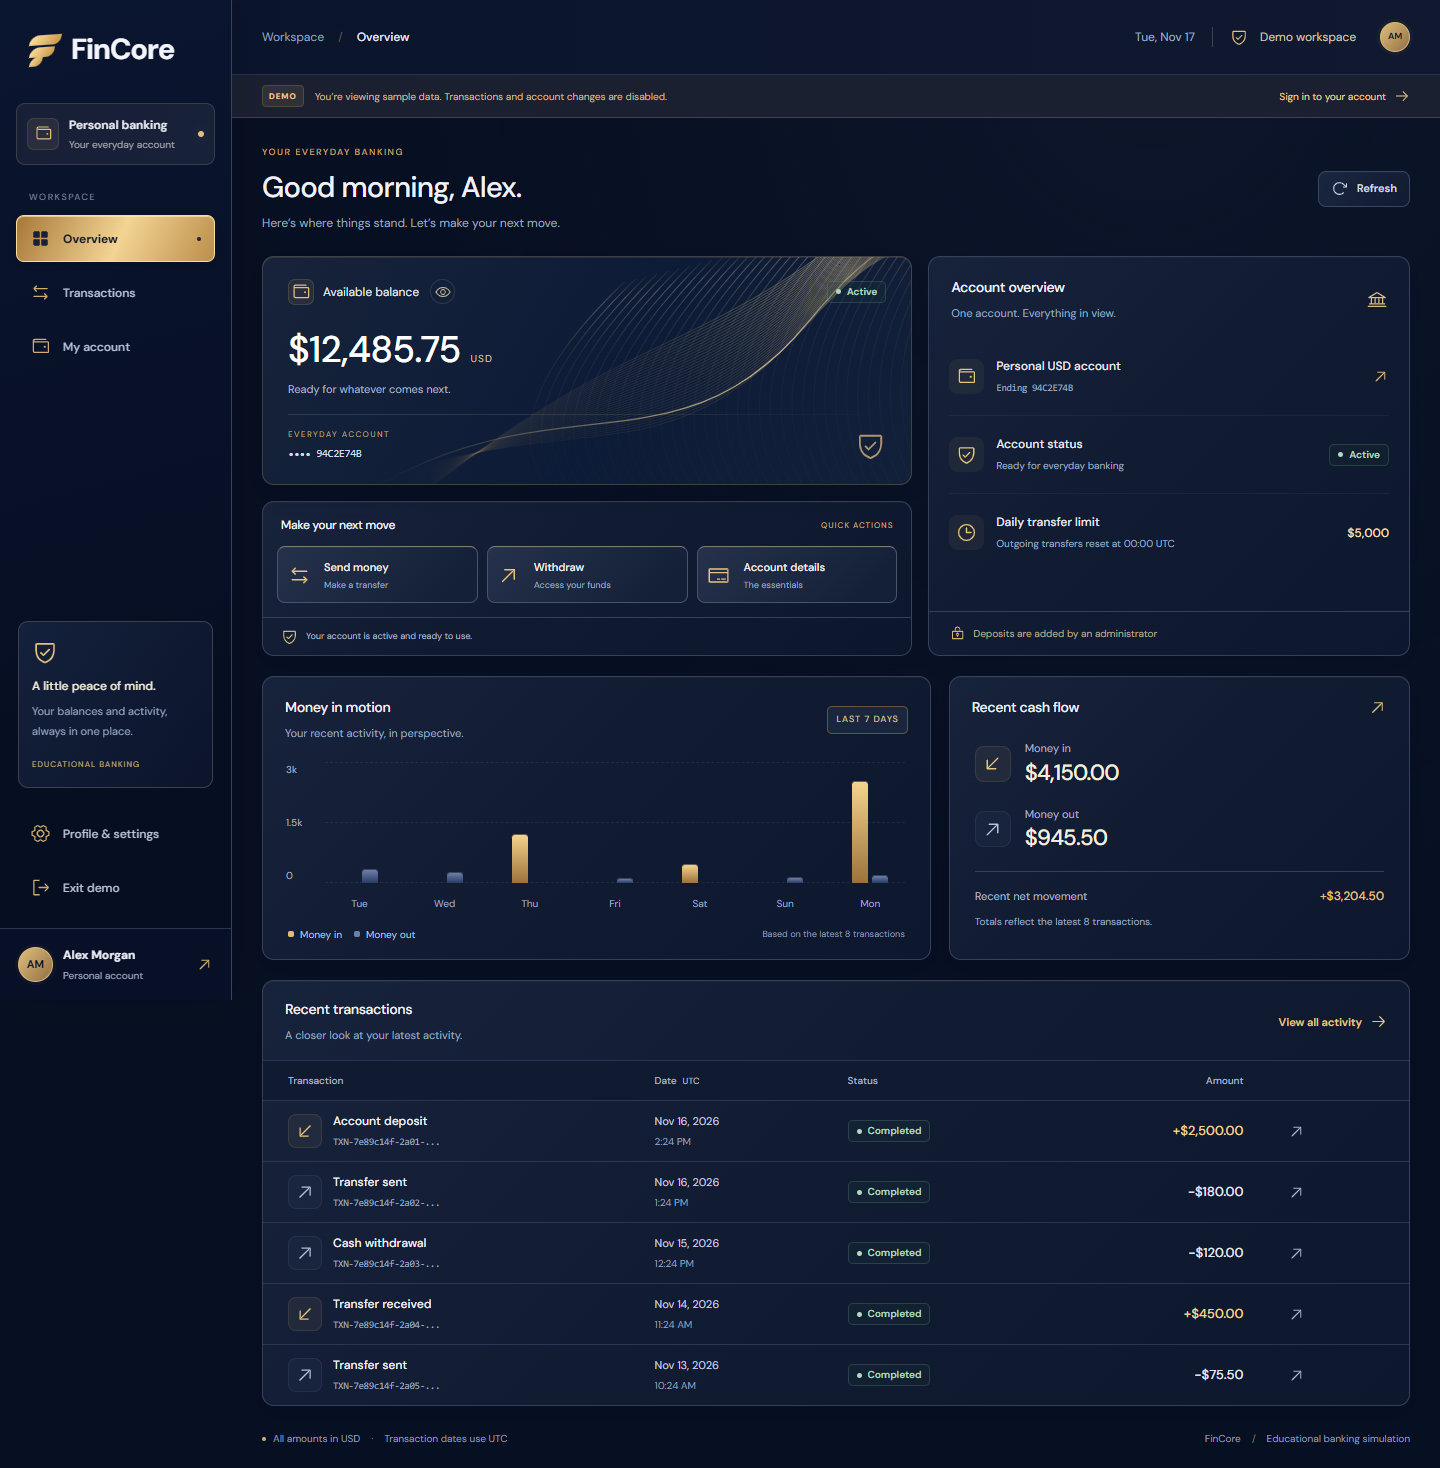 FinCore
Personal banking
Your everyday account
WORKSPACE
Overview
Transactions
My account
A little peace of mind.
Your balances and activity,
always in one place.
EDUCATIONAL BANKING
Profile & settings
Exit demo
AM
Alex Morgan
Personal account
Workspace / Overview
Tue, Nov 17
Demo workspace
AM
DEMO You're viewing sample data. Transactions and account changes are disabled.
Sign in to your account
YOUR EVERYDAY BANKING
Good morning, Alex.
Here's where things stand. Let's make your next move.
Refresh
Available balance
Active
$12,485.75 USD
Ready for whatever comes next.
EVERYDAY ACCOUNT
•••• 94C2E74B
Make your next move
QUICK ACTIONS
Send money
Make a transfer
Withdraw
Access your funds
Account details
The essentials
Your account is active and ready to use.
Account overview
One account. Everything in view.
Personal USD account
Ending 94C2E74B
Account status
Ready for everyday banking
Active
Daily transfer limit
Outgoing transfers reset at 00:00 UTC
$5,000
Deposits are added by an administrator
Money in motion
Your recent activity, in perspective.
LAST 7 DAYS
3k
1.5k
0
Tue Wed Thu Fri Sat Sun Mon
Money in Money out
Based on the latest 8 transactions
Recent cash flow
Money in
$4,150.00
Money out
$945.50
Recent net movement +$3,204.50
Totals reflect the latest 8 transactions.
Recent transactions
A closer look at your latest activity.
View all activity
Transaction Date UTC Status Amount
Account deposit
TXN-7e89c14f-2a01-...
Nov 16, 2026
2:24 PM
Completed
+$2,500.00
Transfer sent
TXN-7e89c14f-2a02-...
Nov 16, 2026
1:24 PM
Completed
-$180.00
Cash withdrawal
TXN-7e89c14f-2a03-...
Nov 15, 2026
12:24 PM
Completed
-$120.00
Transfer received
TXN-7e89c14f-2a04-...
Nov 14, 2026
11:24 AM
Completed
+$450.00
Transfer sent
TXN-7e89c14f-2a05-...
Nov 13, 2026
10:24 AM
Completed
-$75.50
All amounts in USD · Transaction dates use UTC
FinCore / Educational banking simulation